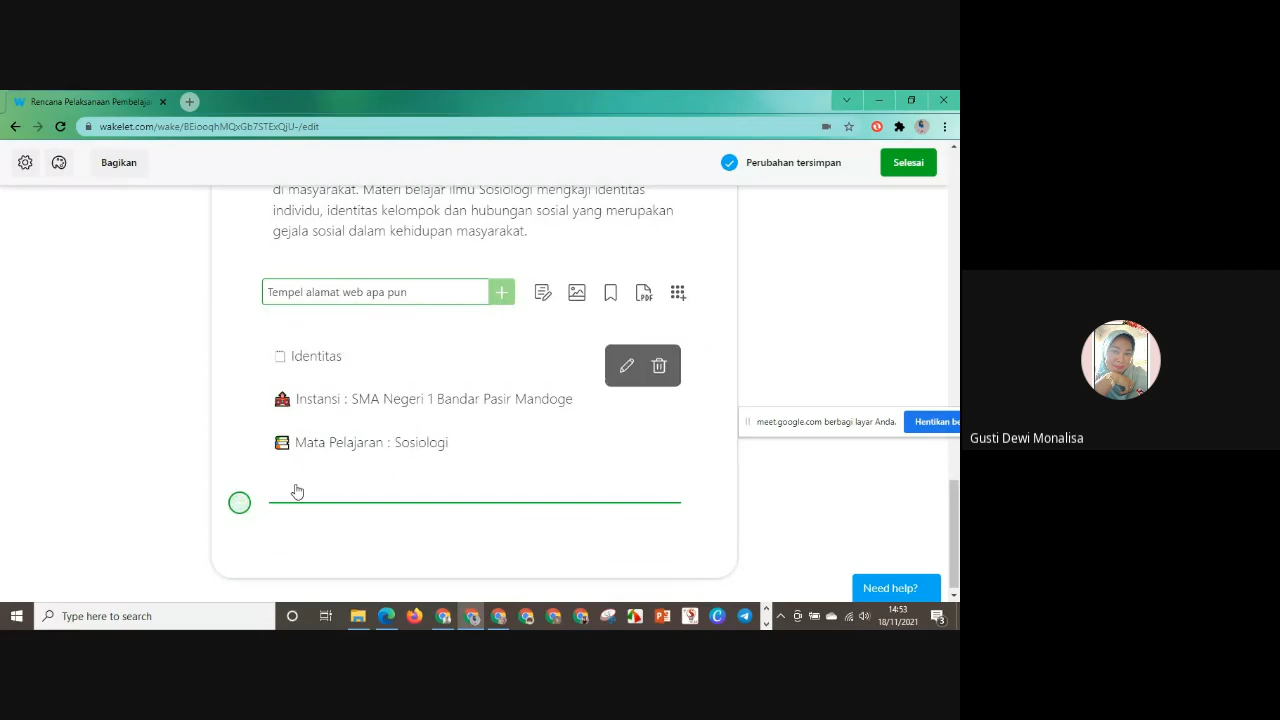 Rencana Pelaksanaan Pembelajar
wakelet.com/wake/BEiooqhMQxGb7STExQjU-/edit
Bagikan
Perubahan tersimpan
Selesai
di masyarakat. Materi belajar ilmu Sosiologi mengkaji identitas
individu, identitas kelompok dan hubungan sosial yang merupakan
gejala sosial dalam kehidupan masyarakat.
Tempel alamat web apa pun
PDF
Identitas
Instansi : SMA Negeri 1 Bandar Pasir Mandoge
meet.google.com berbagi layar Anda.
Hentikan be
Gusti Dewi Monalisa
Mata Pelajaran : Sosiologi
Need help?
Type here to search
14:53
18/11/2021
3